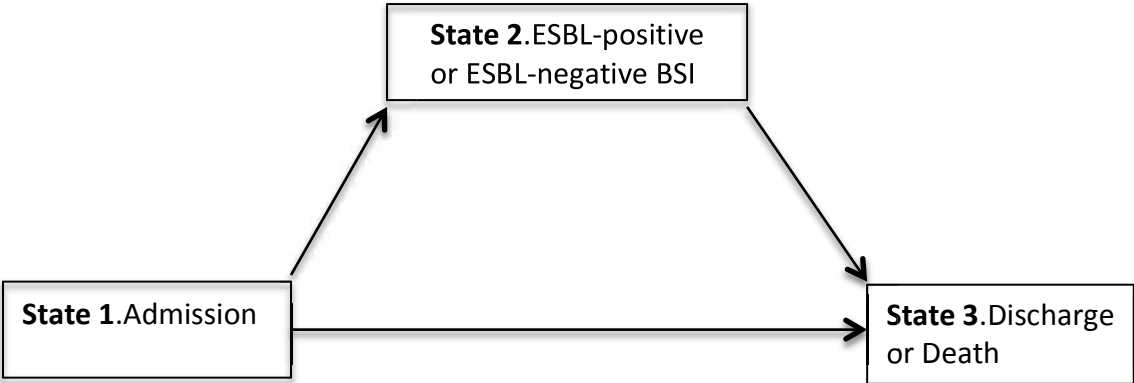 State 2.ESBL-positive
or ESBL-negative BSI
State 1.Admission
State 3.Discharge
or Death